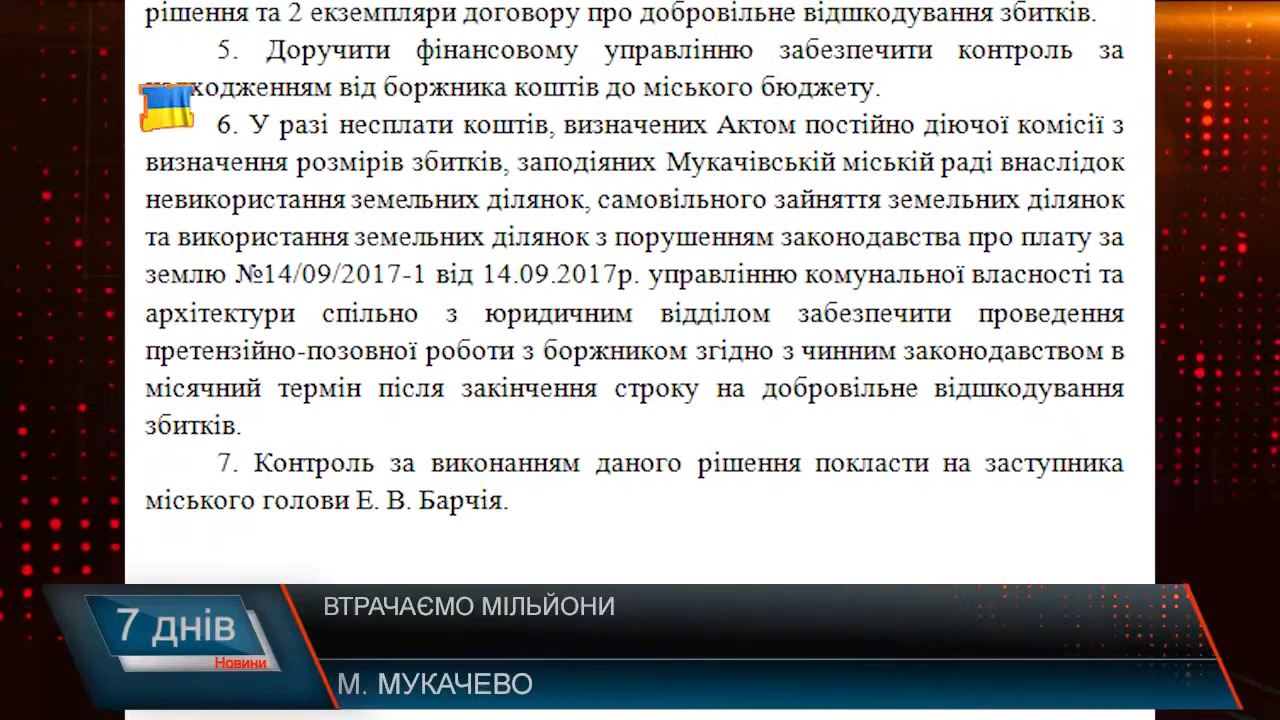 рішення та 2 екземпляри договору про добровільне відшкодування збитків.
5. Доручити фінансовому управлінню забезпечити контроль за
ходженням від боржника коштів до міського бюджету.
6. У разі несплати коштів, визначених Актом постійно діючої комісії з
визначення розмірів збитків, заподіяних Мукачівській міській раді внаслідок
невикористання земельних ділянок, самовільного зайняття земельних ділянок
та використання земельних ділянок з порушенням законодавства про плату за
землю №14/09/2017-1 від 14.09.2017р. управлінню комунальної власності та
архітектури спільно з юридичним відділом забезпечити проведення
претензійно-позовної роботи з боржником згідно з чинним законодавством в
місячний термін після закінчення строку на добровільне відшкодування
збитків.
7. Контроль за виконанням даного рішення покласти на заступника
міського голови Е. В. Барчія.
7 днів
Новини
ВТРАЧАЄМО МІЛЬЙОНИ
М. МУКАЧЕВО